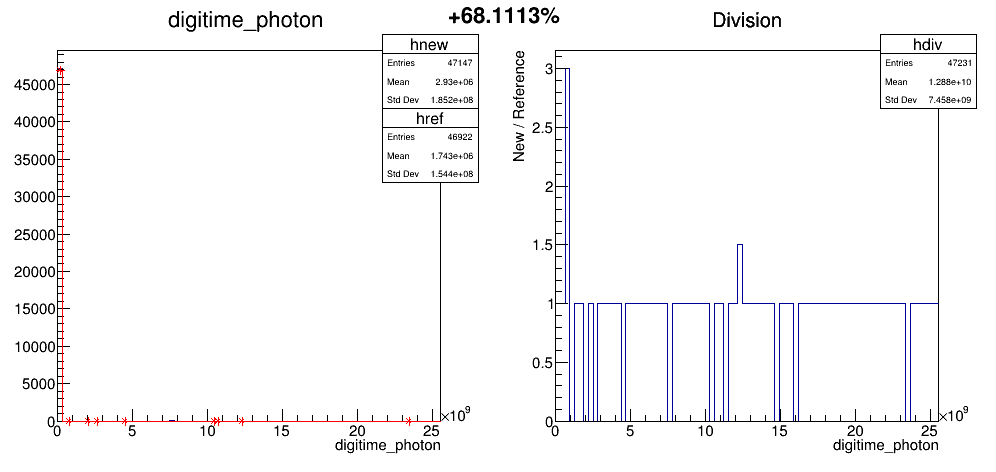 digitime_photon
+68.1113%
Division
hnew
Entries 47147
Mean 2.93e+06
Std Dev 1.852e+08
href
Entries 46922
Mean 1.743e+06
Std Dev 1.544e+08
45000
40000
35000
30000
25000
20000
15000
10000
5000
0
0 5 10 15 20 25
×10⁹
digitime_photon
hdiv
Entries 47231
Mean 1.288e+10
Std Dev 7.458e+09
New / Reference
3
2.5
2
1.5
1
0.5
0
0 5 10 15 20 25
×10⁹
digitime_photon